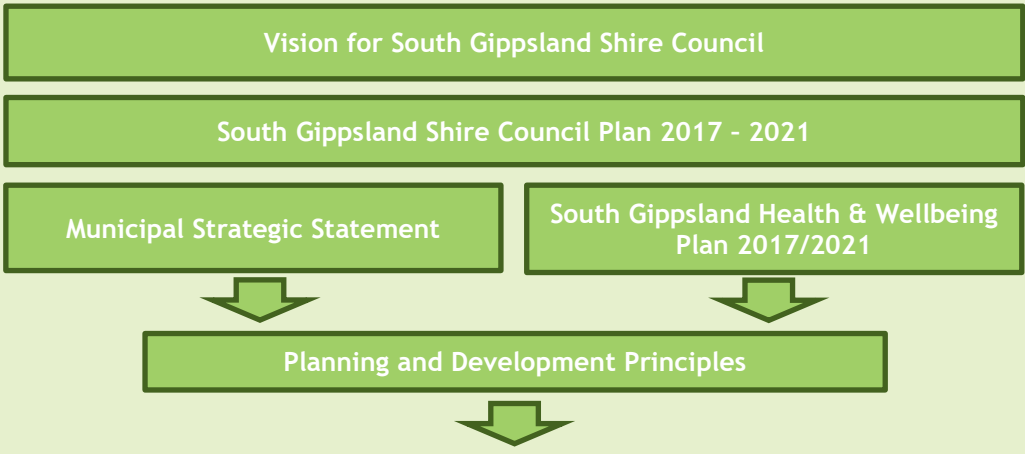 Vision for South Gippsland Shire Council
South Gippsland Shire Council Plan 2017 – 2021
Municipal Strategic Statement
South Gippsland Health & Wellbeing
Plan 2017/2021
Planning and Development Principles